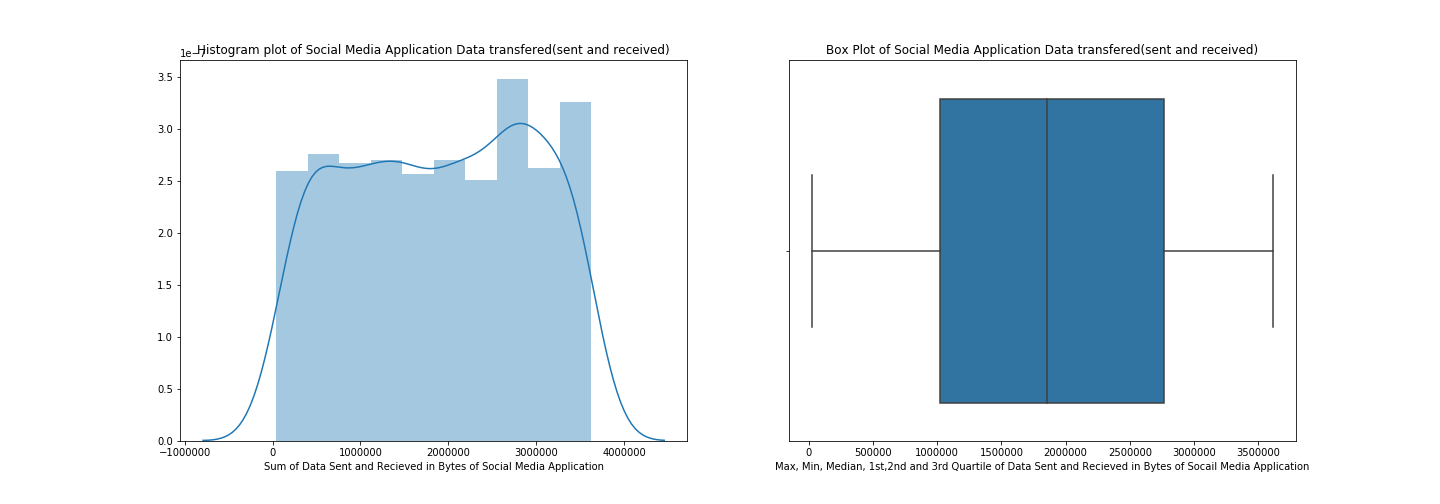 Histogram plot of Social Media Application Data transfered(sent and received)
1e−7
3.5
3.0
2.5
2.0
1.5
1.0
0.5
0.0
−1000000 0 1000000 2000000 3000000 4000000
Sum of Data Sent and Recieved in Bytes of Social Media Application
Box Plot of Social Media Application Data transfered(sent and received)
0 500000 1000000 1500000 2000000 2500000 3000000 3500000
Max, Min, Median, 1st,2nd and 3rd Quartile of Data Sent and Recieved in Bytes of Socail Media Application